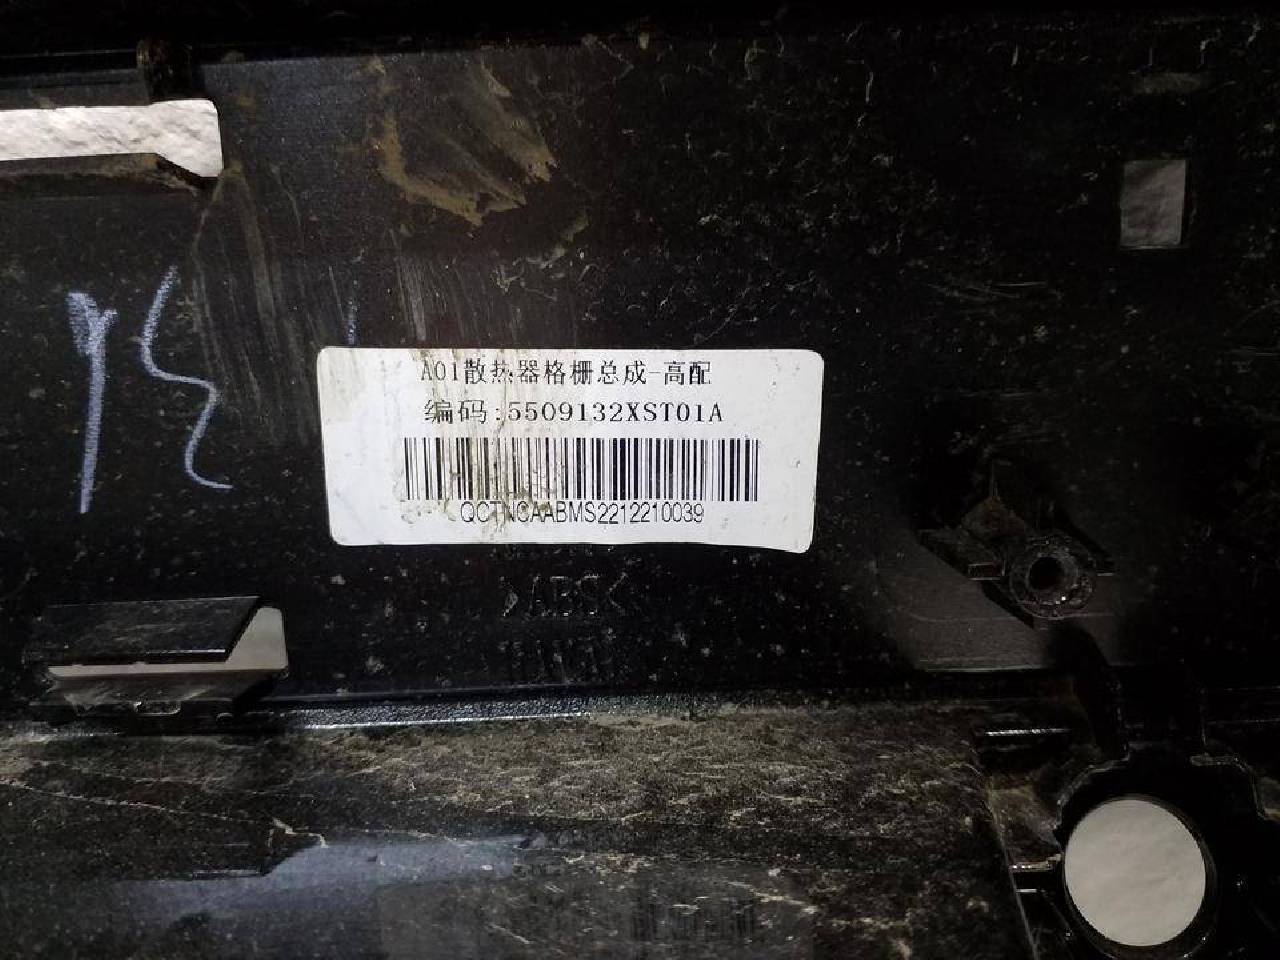 A01散热器格栅总成-高配
编码:5509132XST01A
QCTNCAABMS2212210039
>ABS<